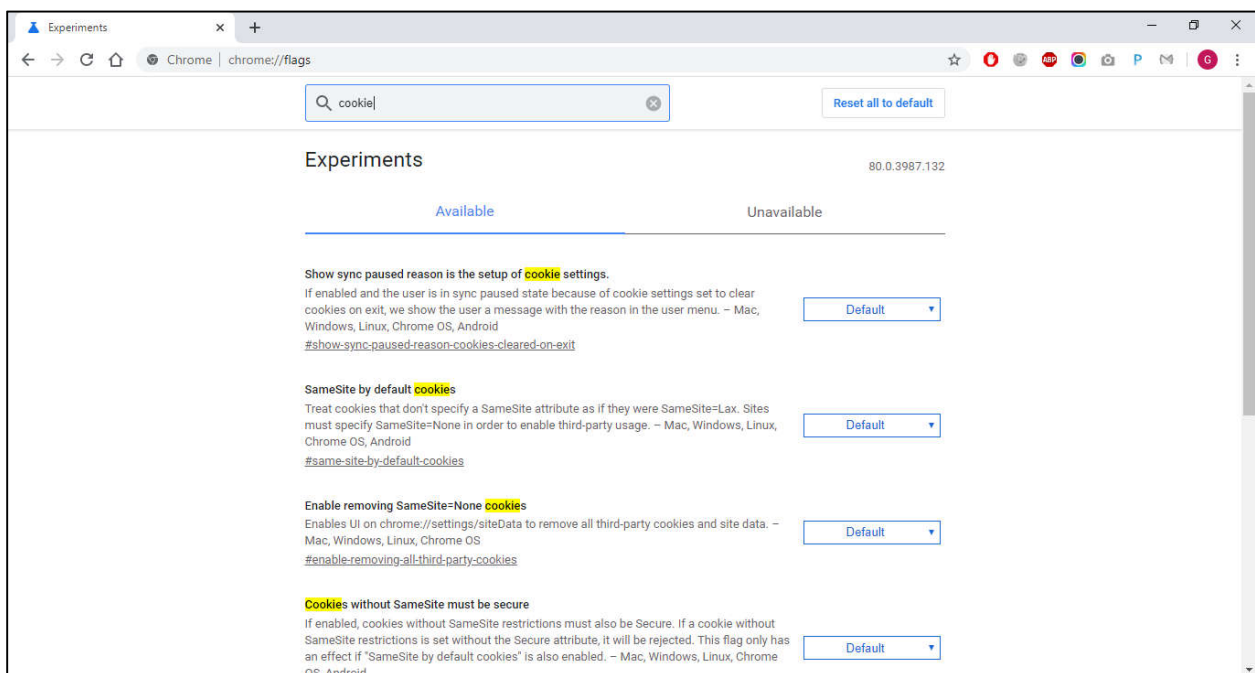 Experiments
Chrome | chrome://flags
ABP
P
G
cookie
Reset all to default
Experiments
80.0.3987.132
Available
Unavailable
Show sync paused reason is the setup of cookie settings.
If enabled and the user is in sync paused state because of cookie settings set to clear
cookies on exit, we show the user a message with the reason in the user menu. – Mac,
Windows, Linux, Chrome OS, Android
#show-sync-paused-reason-cookies-cleared-on-exit
Default
SameSite by default cookies
Treat cookies that don't specify a SameSite attribute as if they were SameSite=Lax. Sites
must specify SameSite=None in order to enable third-party usage. – Mac, Windows, Linux,
Chrome OS, Android
#same-site-by-default-cookies
Default
Enable removing SameSite=None cookies
Enables UI on chrome://settings/siteData to remove all third-party cookies and site data. –
Mac, Windows, Linux, Chrome OS
#enable-removing-all-third-party-cookies
Default
Cookies without SameSite must be secure
If enabled, cookies without SameSite restrictions must also be Secure. If a cookie without
SameSite restrictions is set without the Secure attribute, it will be rejected. This flag only has
an effect if "SameSite by default cookies" is also enabled. – Mac, Windows, Linux, Chrome
OS, Android
Default